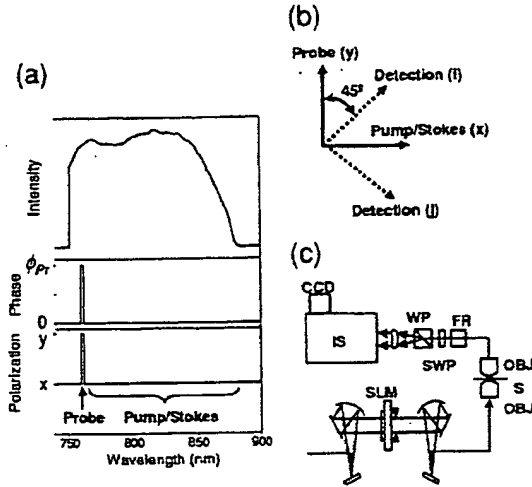 (a)
Intensity
Phase
ϕPr
0
Polarization
y
x
Probe
Pump/Stokes
750
800
850
900
Wavelength (nm)
(b)
Probe (y)
Detection (i)
45°
Pump/Stokes (x)
Detection (j)
(c)
CCD
IS
WP
FR
SWP
OBJ
S
OBJ
SLM